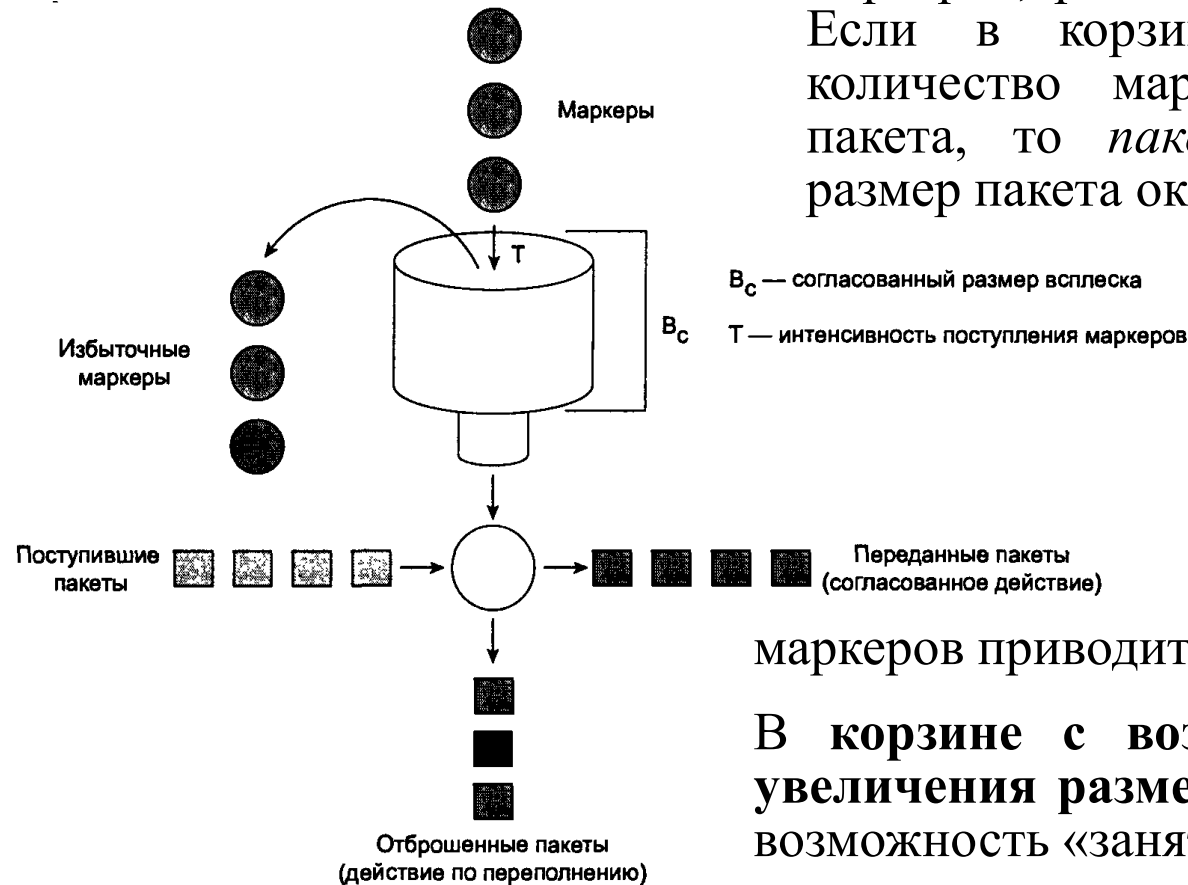 Если в корзи
количество мар
пакета, то пак
размер пакета ок
Маркеры
T
B_C — согласованный размер всплеска
B_C
T — интенсивность поступления маркеров
Избыточные
маркеры
Поступившие
пакеты
Переданные пакеты
(согласованное действие)
маркеров приводит
В корзине с воз
увеличения разме
возможность «заня
Отброшенные пакеты
(действие по переполнению)